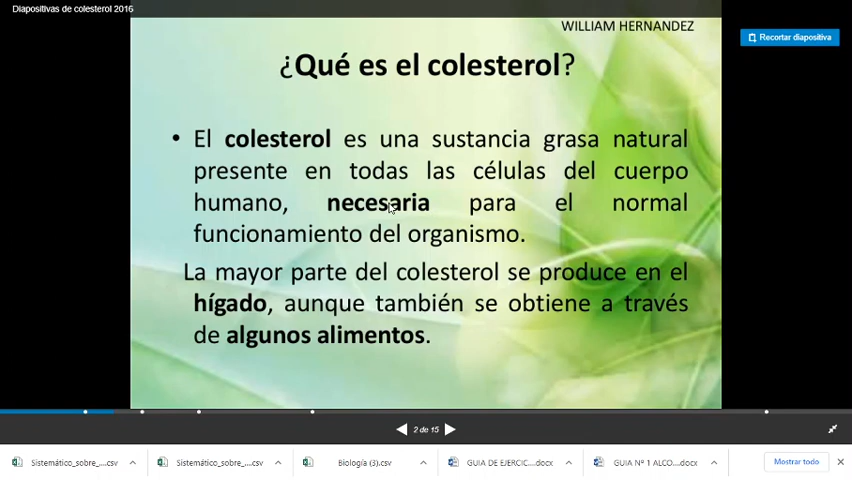 Diapositivas de colesterol 2016
WILLIAM HERNANDEZ
Recortar diapositiva
¿Qué es el colesterol?
• El colesterol es una sustancia grasa natural
presente en todas las células del cuerpo
humano, necesaria para el normal
funcionamiento del organismo.
La mayor parte del colesterol se produce en el
hígado, aunque también se obtiene a través
de algunos alimentos.
2 de 15
Sistemático_sobre_....csv
Sistemático_sobre_....csv
Biología (3).csv
GUIA DE EJERCIC....docx
GUIA Nº 1 ALCO....docx
Mostrar todo